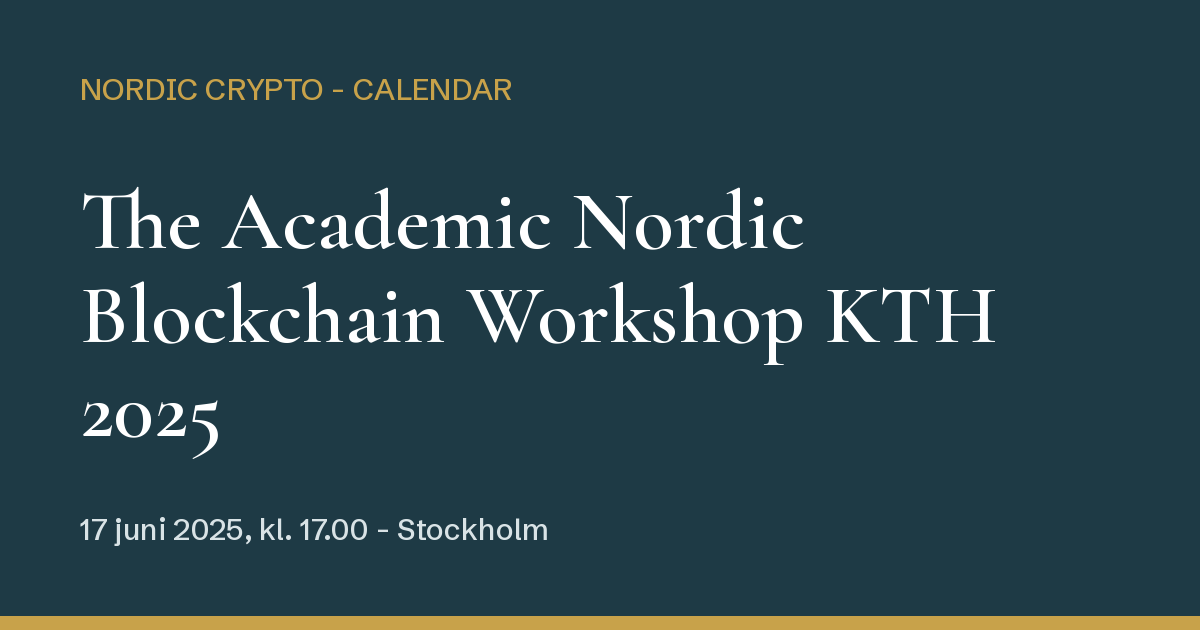 NORDIC CRYPTO - CALENDAR
The Academic Nordic
Blockchain Workshop KTH
2025
17 juni 2025, kl. 17.00 - Stockholm